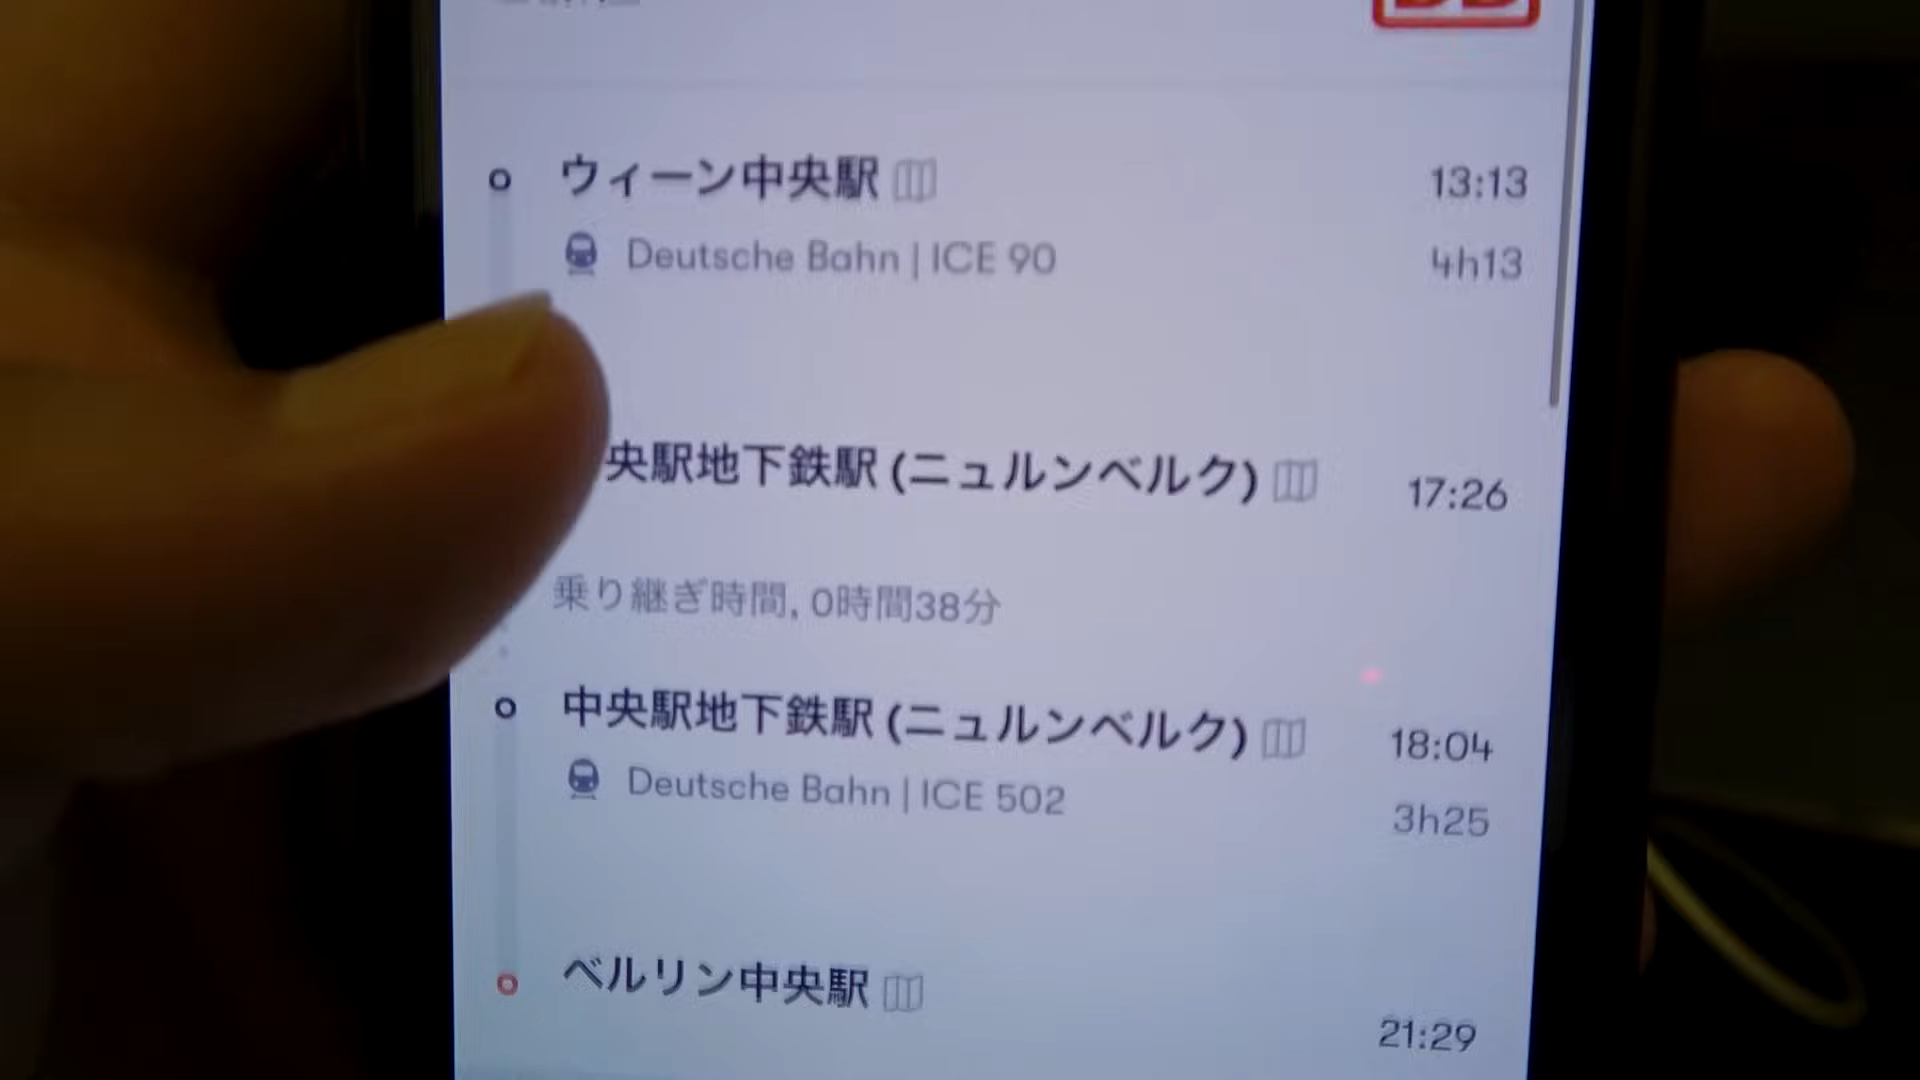 ウィーン中央駅 13:13
Deutsche Bahn | ICE 90 4h13
央駅地下鉄駅 (ニュルンベルク) 17:26
乗り継ぎ時間, 0時間38分
中央駅地下鉄駅 (ニュルンベルク) 18:04
Deutsche Bahn | ICE 502 3h25
ベルリン中央駅
21:29